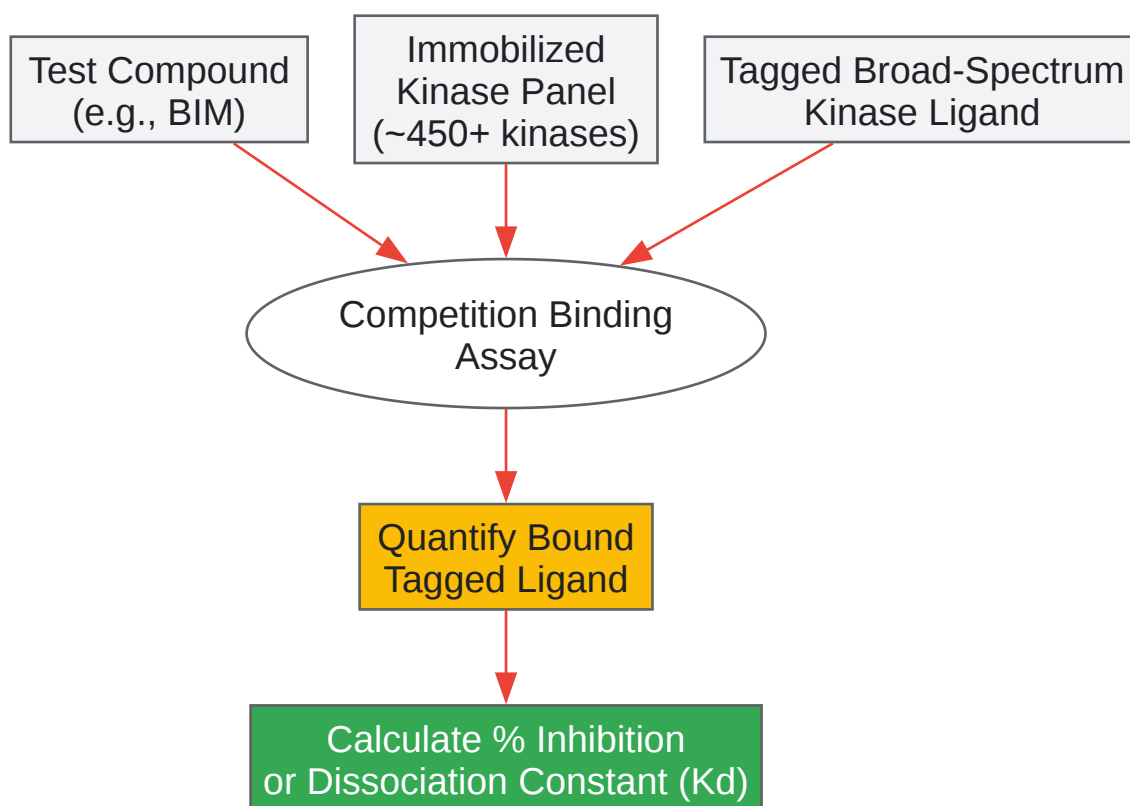 Test Compound
(e.g., BIM)
Immobilized
Kinase Panel
(~450+ kinases)
Tagged Broad-Spectrum
Kinase Ligand
Competition Binding
Assay
Quantify Bound
Tagged Ligand
Calculate % Inhibition
or Dissociation Constant (Kd)